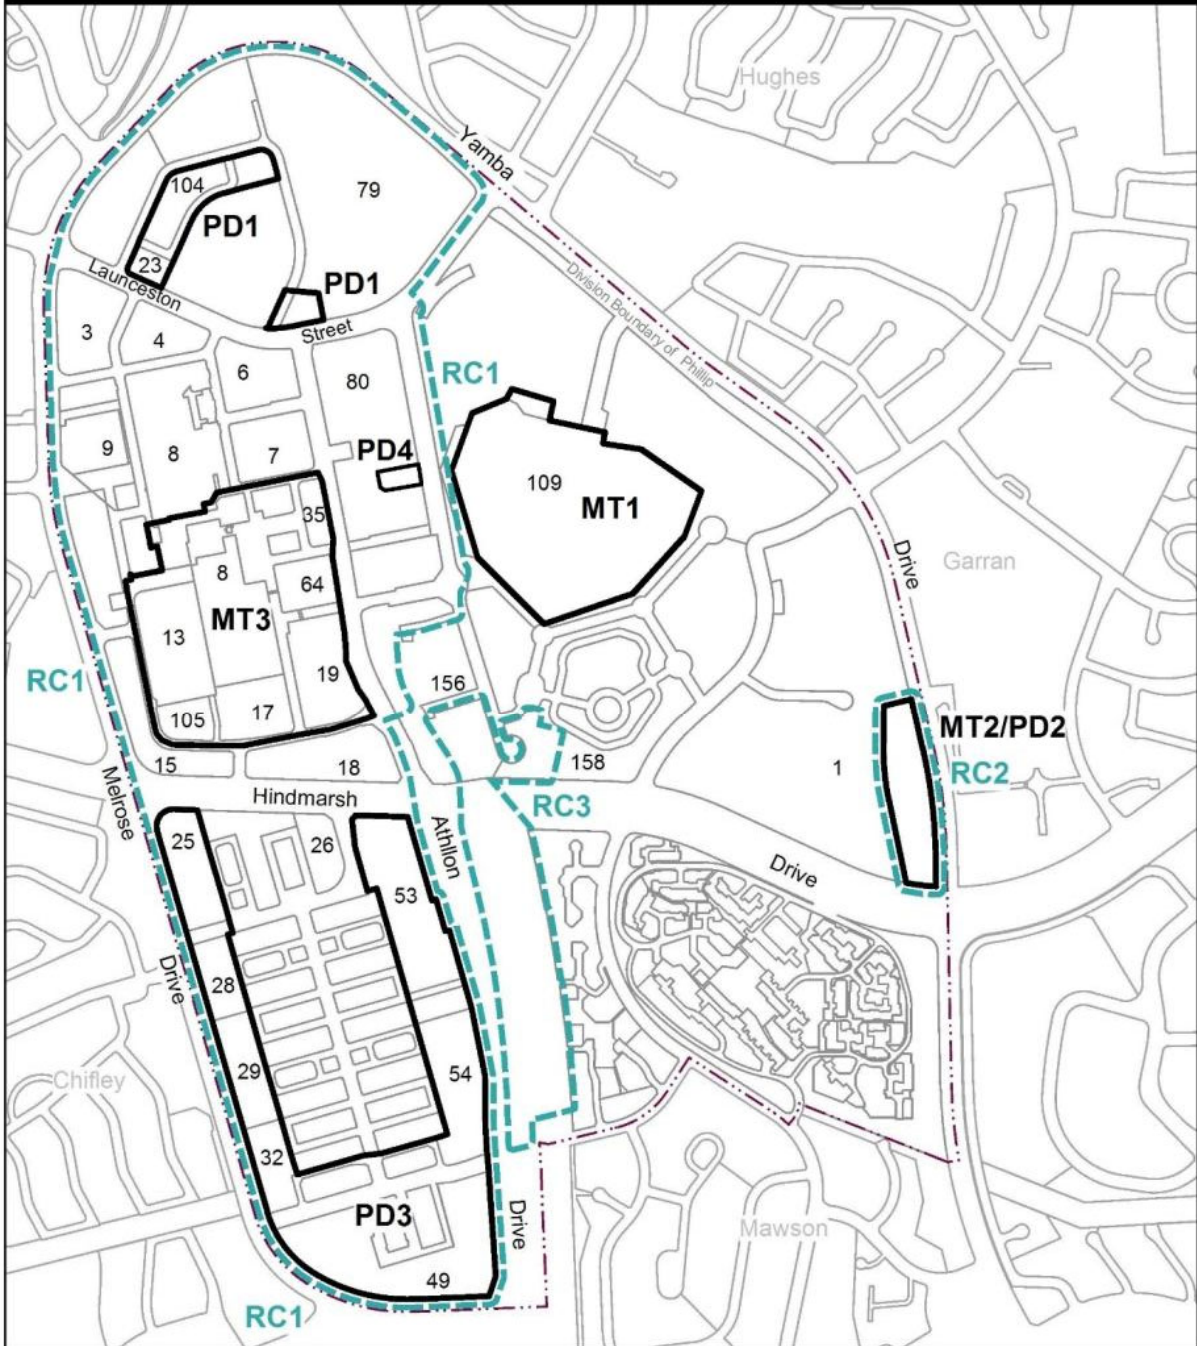 Hughes
Yamba
79
104
PD1
23
Launceston
PD1
Street
Division Boundary of Phillip
3
4
6
80
RC1
9
8
7
PD4
109
MT1
35
Drive
Garran
8
64
MT3
13
RC1
19
156
105
17
MT2/PD2
15
18
158
1
RC2
Melrose
Hindmarsh
RC3
25
26
Athllon
Drive
53
Drive
28
29
54
Chifley
32
PD3
Drive
Mawson
49
RC1